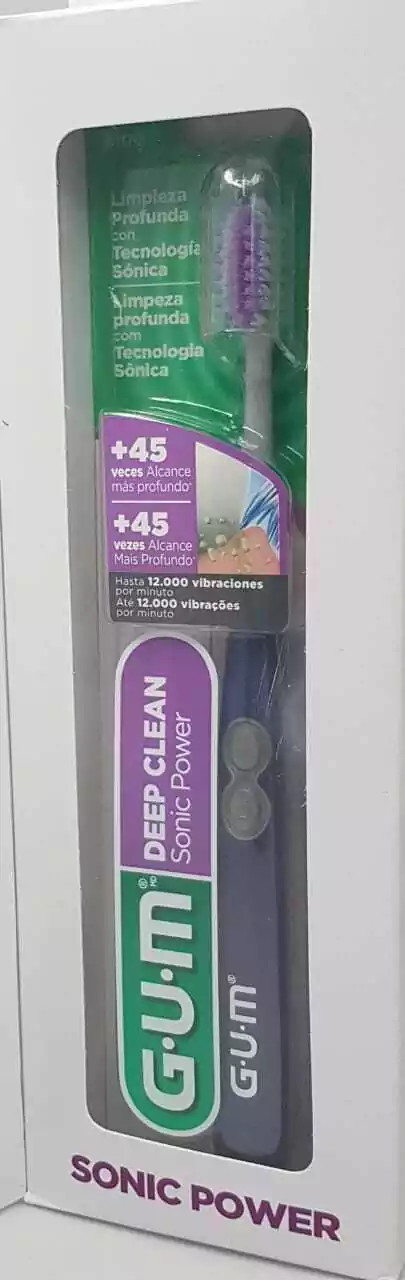 Limpieza
Profunda
con
Tecnología
Sónica
Limpeza
profunda
com
Tecnologia
Sônica
+45
veces Alcance
más profundo*
+45
vezes Alcance
Mais Profundo*
Hasta 12.000 vibraciones
por minuto
Até 12.000 vibrações
por minuto
DEEP CLEAN
Sonic Power
G·U·M® MD
G·U·M®
SONIC POWER